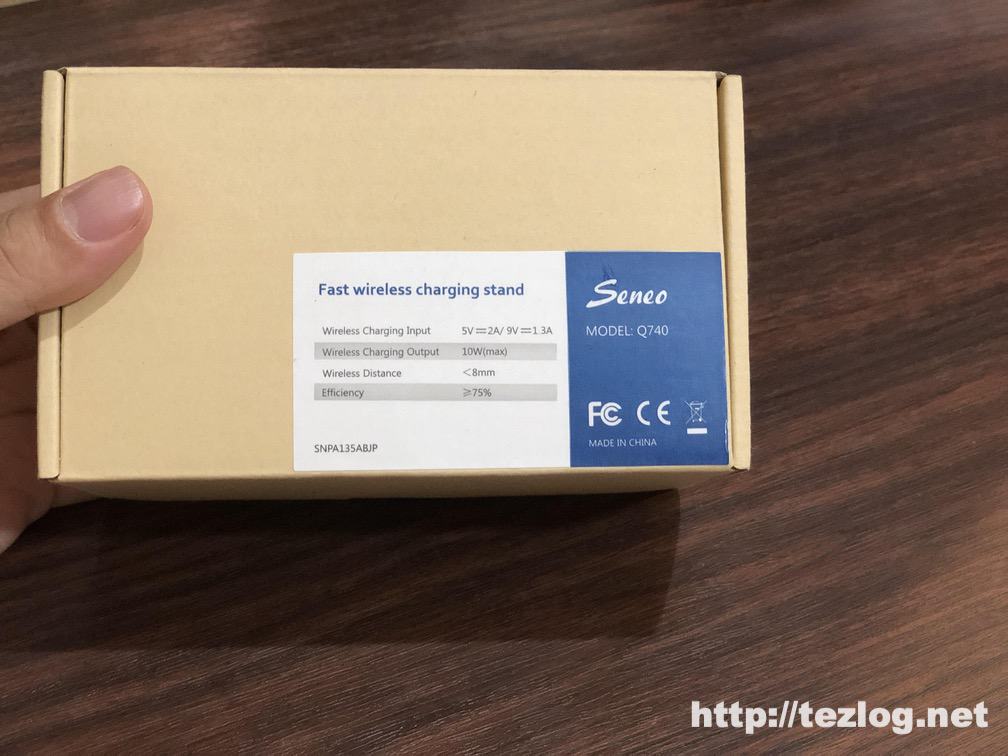 Fast wireless charging stand
Wireless Charging Input 5V⎓2A/ 9V⎓1.3A
Wireless Charging Output 10W(max)
Wireless Distance <8mm
Efficiency ≥75%
SNPA135ABJP
Seneo
MODEL: Q740
FC CE
MADE IN CHINA
http://tezlog.net